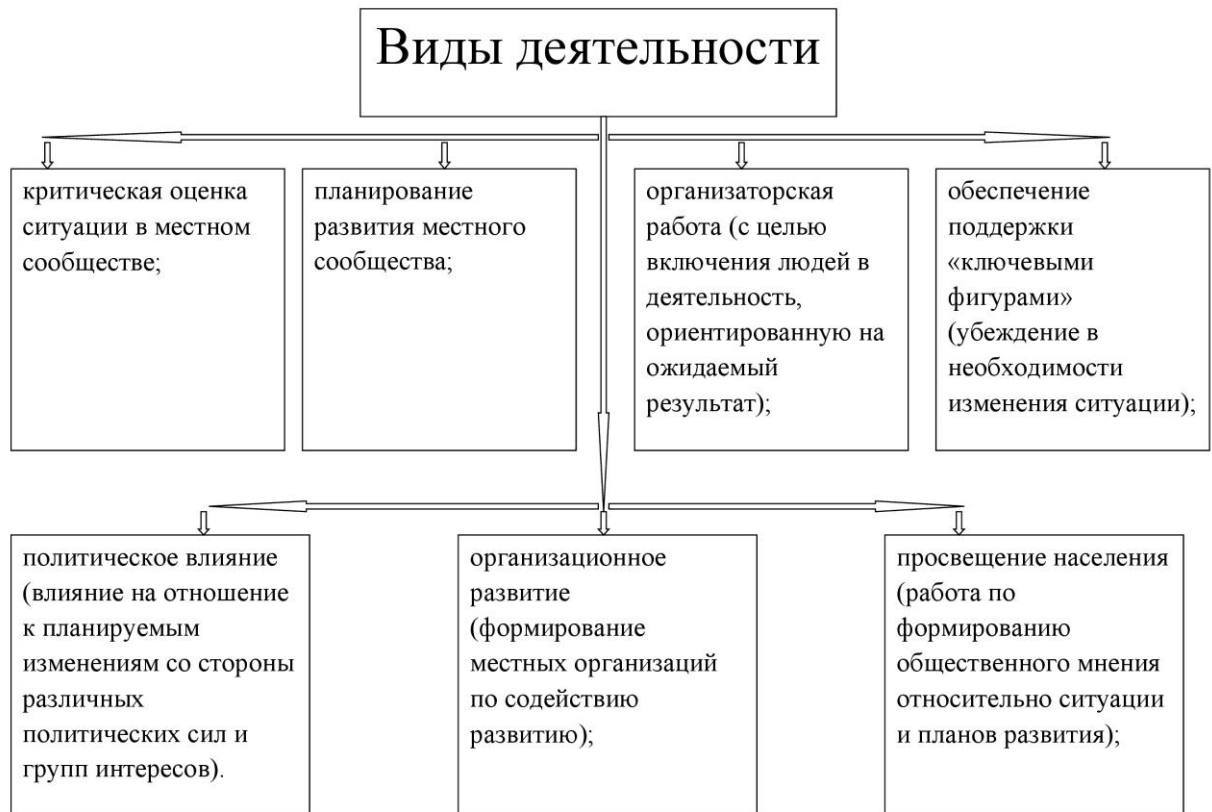 Виды деятельности
критическая оценка
ситуации в местном
сообществе;
планирование
развития местного
сообщества;
организаторская
работа (с целью
включения людей в
деятельность,
ориентированную на
ожидаемый
результат);
обеспечение
поддержки
«ключевыми
фигурами»
(убеждение в
необходимости
изменения ситуации);
политическое влияние
(влияние на отношение
к планируемым
изменениям со стороны
различных
политических сил и
групп интересов).
организационное
развитие
(формирование
местных организаций
по содействию
развитию);
просвещение населения
(работа по
формированию
общественного мнения
относительно ситуации
и планов развития);